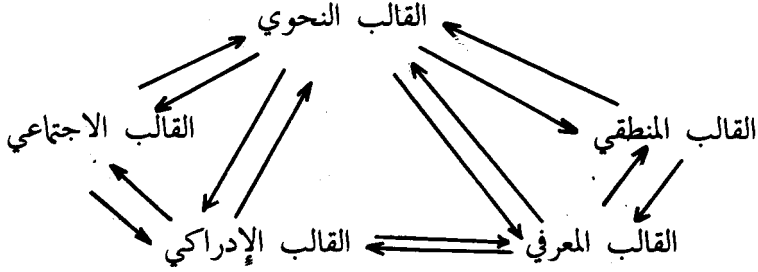 القالب النحوي
القالب المنطقي
القالب الاجتماعي
القالب المعرفي
القالب الإدراكي